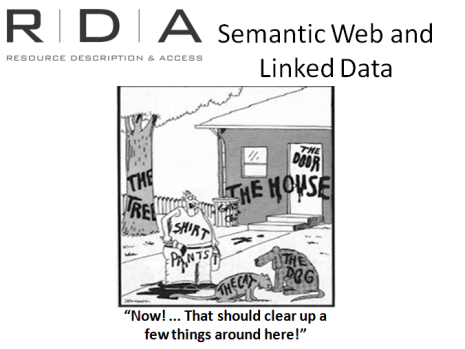 R|D|A
RESOURCE DESCRIPTION & ACCESS
Semantic Web and
Linked Data
THE
DOOR
THE
TREE
THE HOUSE
SHIRT
PANTS
THE CAT
THE
DOG
“Now! ... That should clear up a
few things around here!”